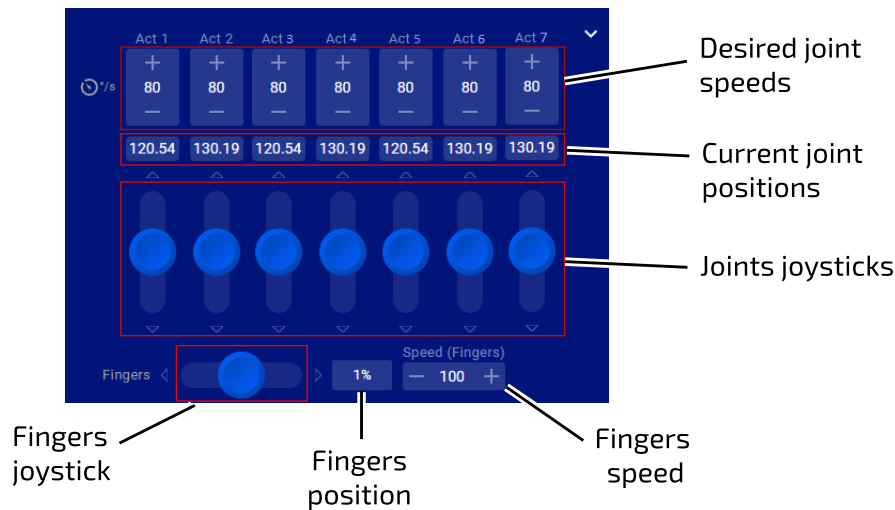 Act 1 Act 2 Act 3 Act 4 Act 5 Act 6 Act 7
Desired joint
speeds
°/s 80 80 80 80 80 80 80
120.54 130.19 120.54 130.19 120.54 130.19 130.19
Current joint
positions
Joints joysticks
Speed (Fingers)
Fingers 1% 100
Fingers
joystick
Fingers
position
Fingers
speed